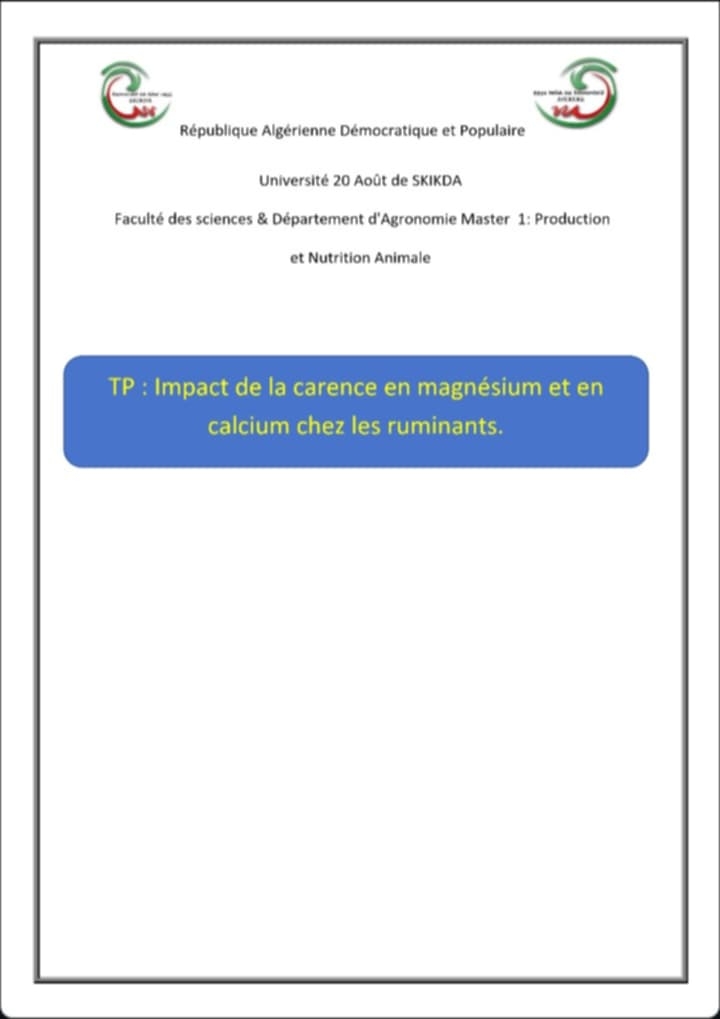 République Algérienne Démocratique et Populaire
Université 20 Août de SKIKDA
Faculté des sciences & Département d'Agronomie Master 1: Production
et Nutrition Animale
TP : Impact de la carence en magnésium et en
calcium chez les ruminants.